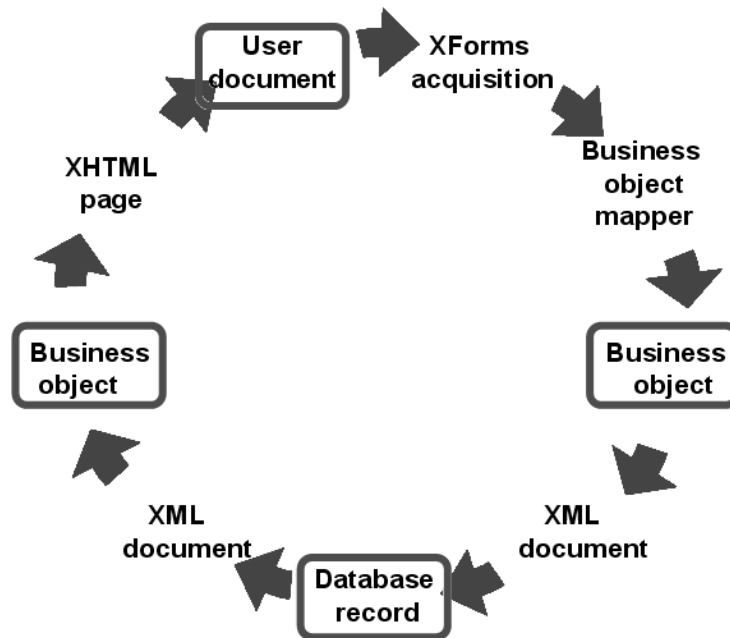 User
document
XForms
acquisition
Business
object
mapper
Business
object
XML
document
Database
record
XML
document
Business
object
XHTML
page